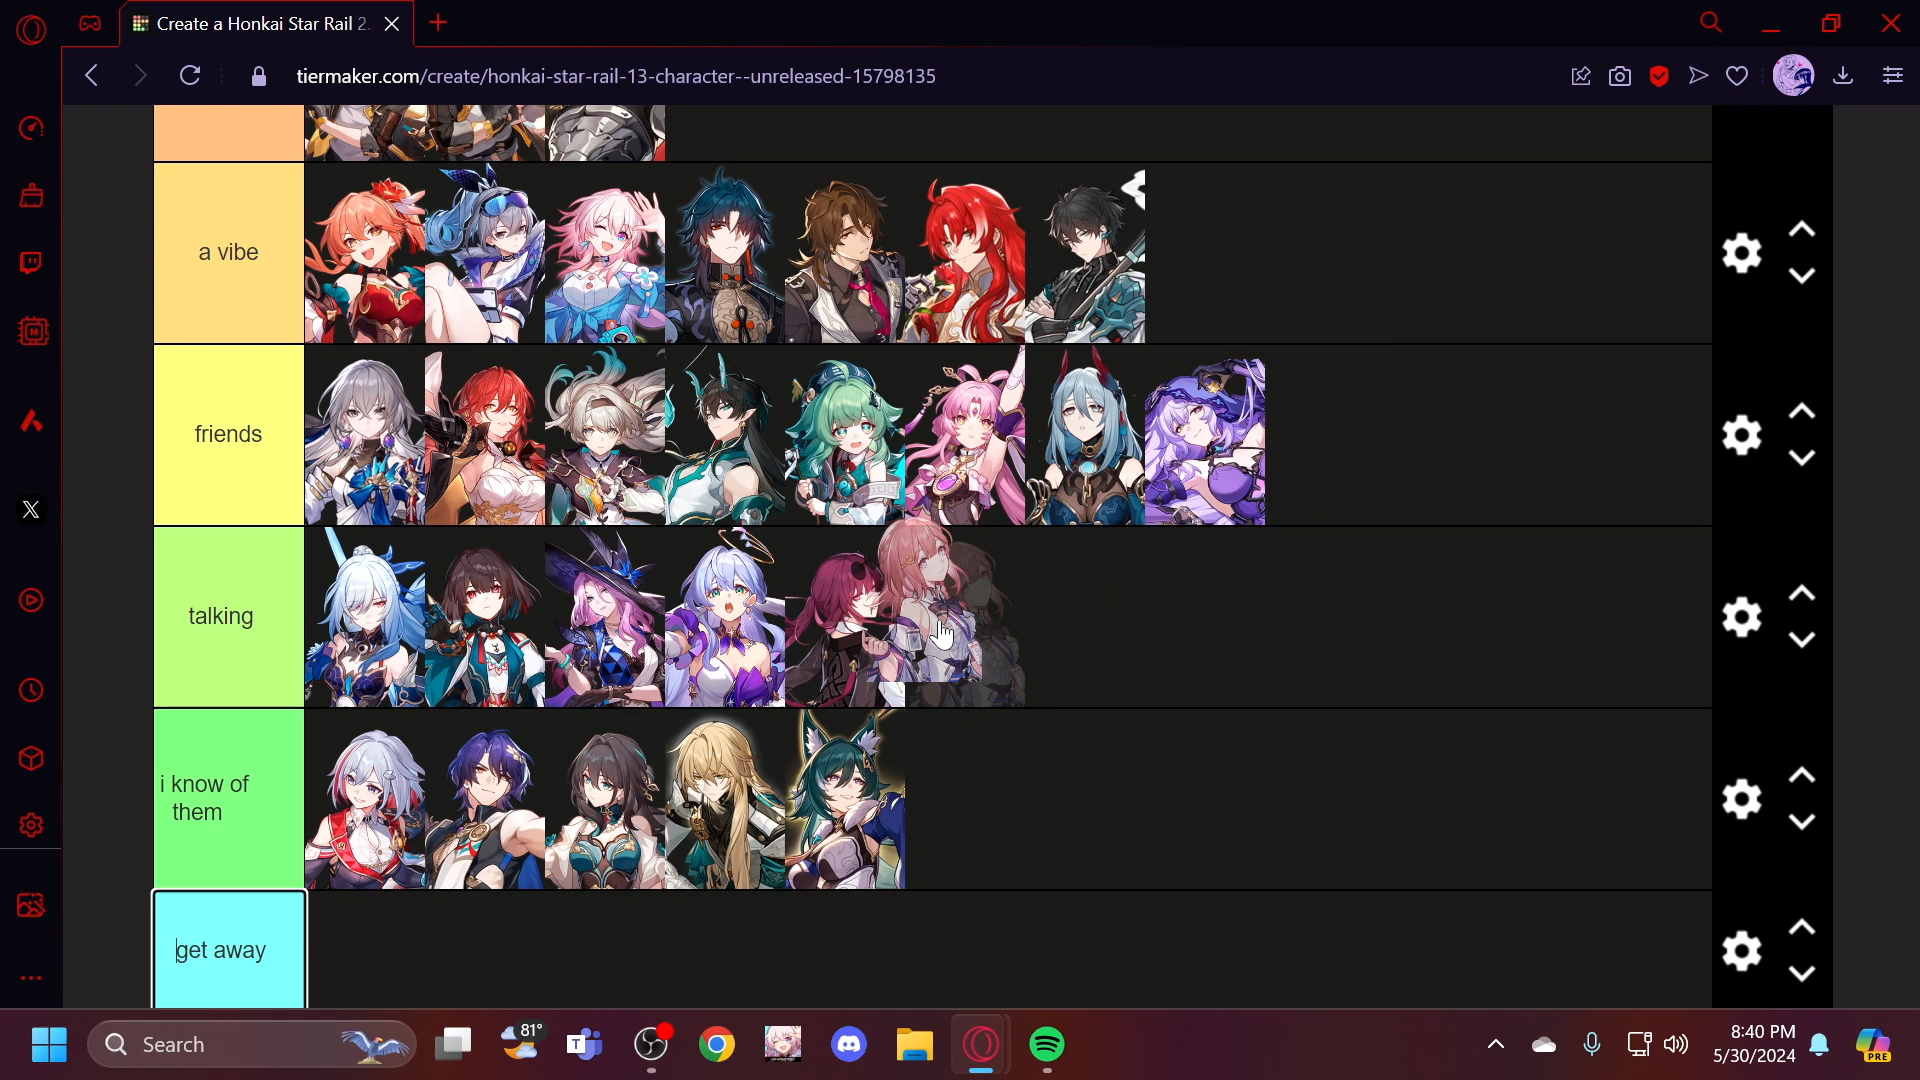 Create a Honkai Star Rail 2.
tiermaker.com/create/honkai-star-rail-13-character--unreleased-15798135
a vibe
friends
talking
i know of
them
get away
Search
81°
8:40 PM
5/30/2024
PRE